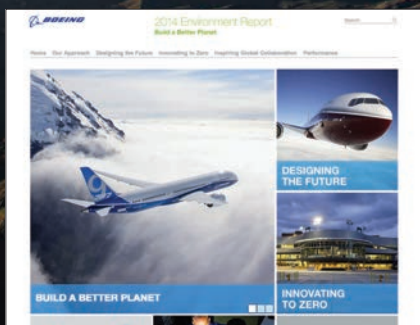 BOEING
2014 Environment Report
Build a Better Planet
Search
Home Our Approach Designing the Future Innovating to Zero Inspiring Global Collaboration Performance
9
BUILD A BETTER PLANET
DESIGNING
THE FUTURE
INNOVATING
TO ZERO